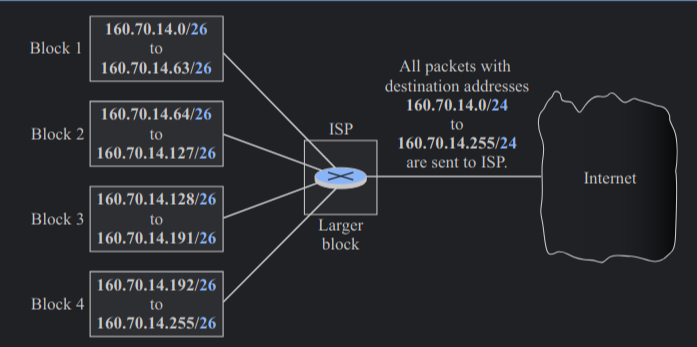 Block 1
160.70.14.0/26
to
160.70.14.63/26
Block 2
160.70.14.64/26
to
160.70.14.127/26
Block 3
160.70.14.128/26
to
160.70.14.191/26
Block 4
160.70.14.192/26
to
160.70.14.255/26
ISP
Larger
block
All packets with
destination addresses
160.70.14.0/24
to
160.70.14.255/24
are sent to ISP.
Internet